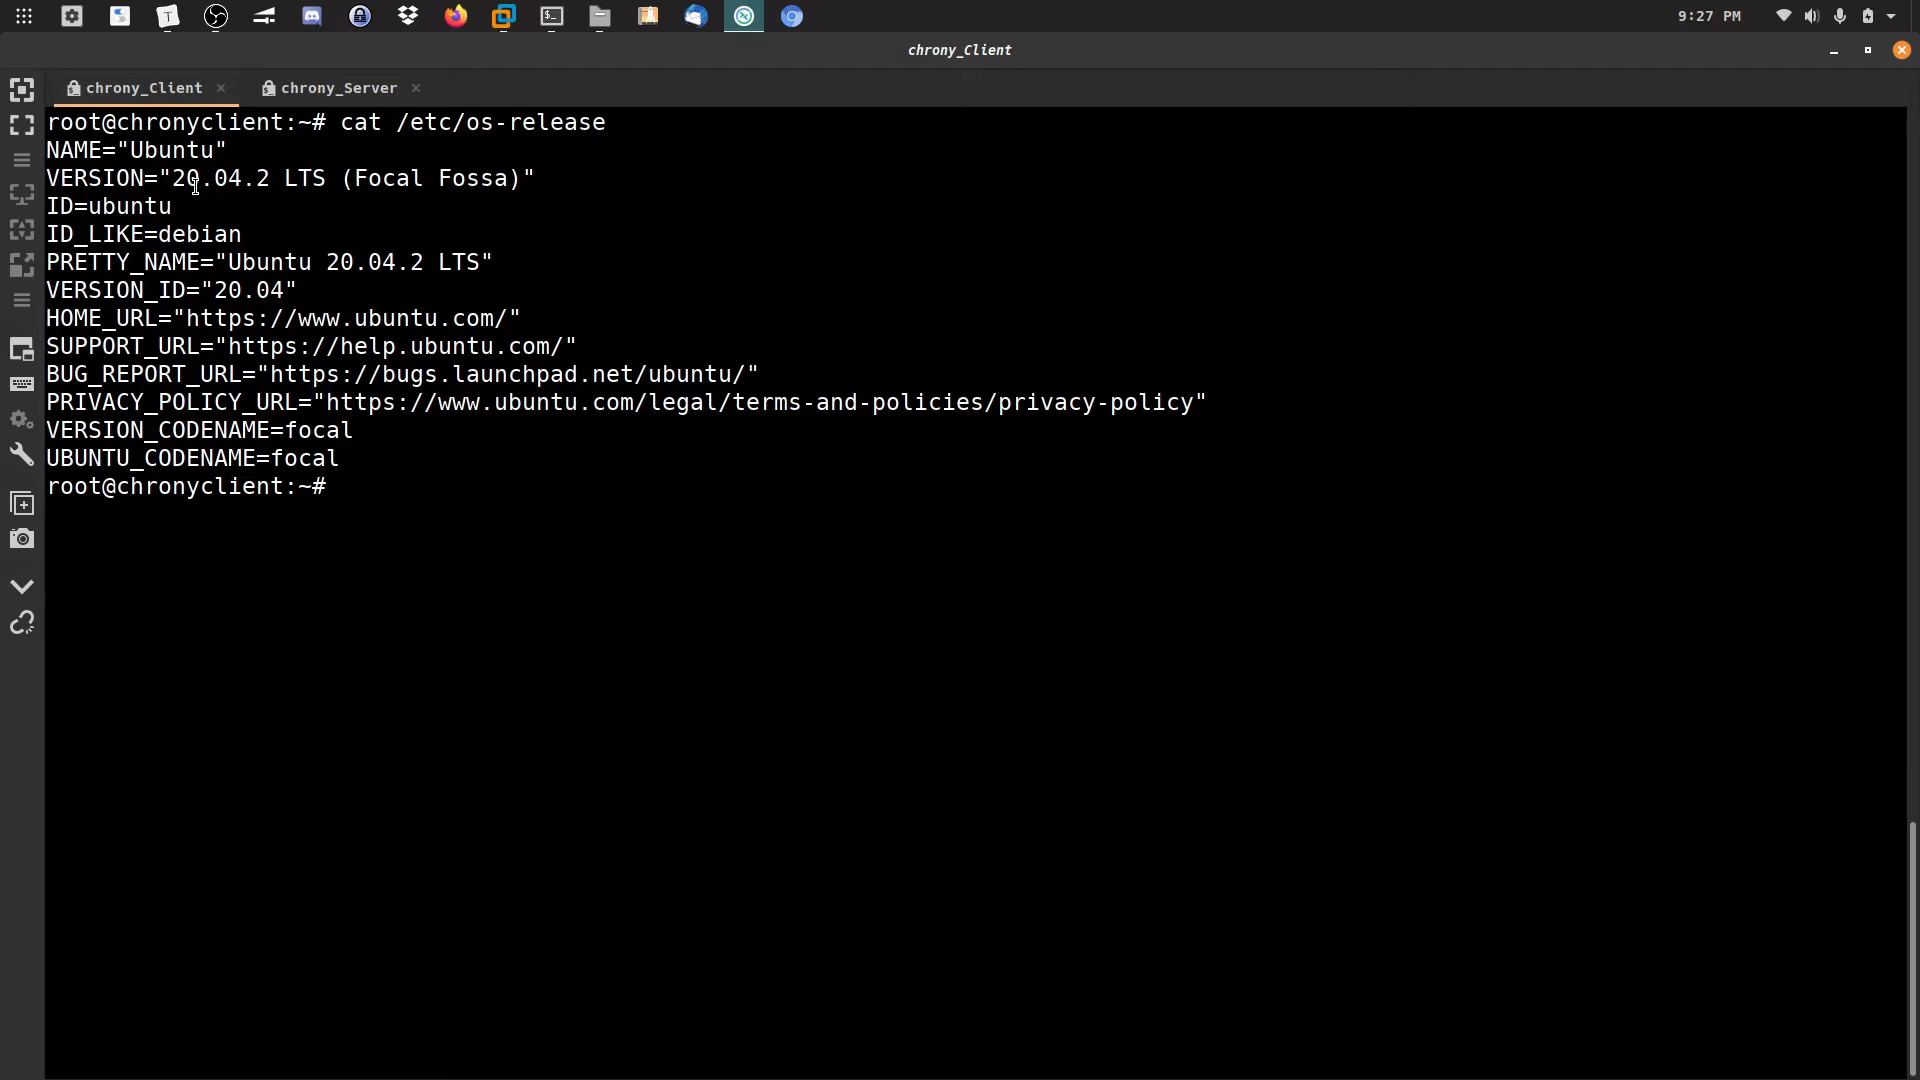 9:27 PM
chrony_Client
chrony_Client
chrony_Server
root@chronyclient:~# cat /etc/os-release
NAME="Ubuntu"
VERSION="20.04.2 LTS (Focal Fossa)"
ID=ubuntu
ID_LIKE=debian
PRETTY_NAME="Ubuntu 20.04.2 LTS"
VERSION_ID="20.04"
HOME_URL="https://www.ubuntu.com/"
SUPPORT_URL="https://help.ubuntu.com/"
BUG_REPORT_URL="https://bugs.launchpad.net/ubuntu/"
PRIVACY_POLICY_URL="https://www.ubuntu.com/legal/terms-and-policies/privacy-policy"
VERSION_CODENAME=focal
UBUNTU_CODENAME=focal
root@chronyclient:~#